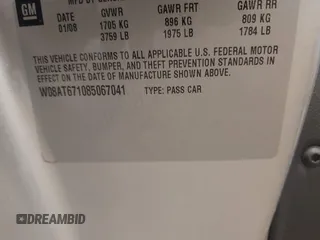 GM
DATE GVWR GAWR FRT GAWR RR
01/08 1705 KG 896 KG 809 KG
3759 LB 1975 LB 1784 LB
THIS VEHICLE CONFORMS TO ALL APPLICABLE U.S. FEDERAL MOTOR
VEHICLE SAFETY, BUMPER, AND THEFT PREVENTION STANDARDS
IN EFFECT ON THE DATE OF MANUFACTURE SHOWN ABOVE.
W08AT671085067041 TYPE: PASS CAR
DREAMBID